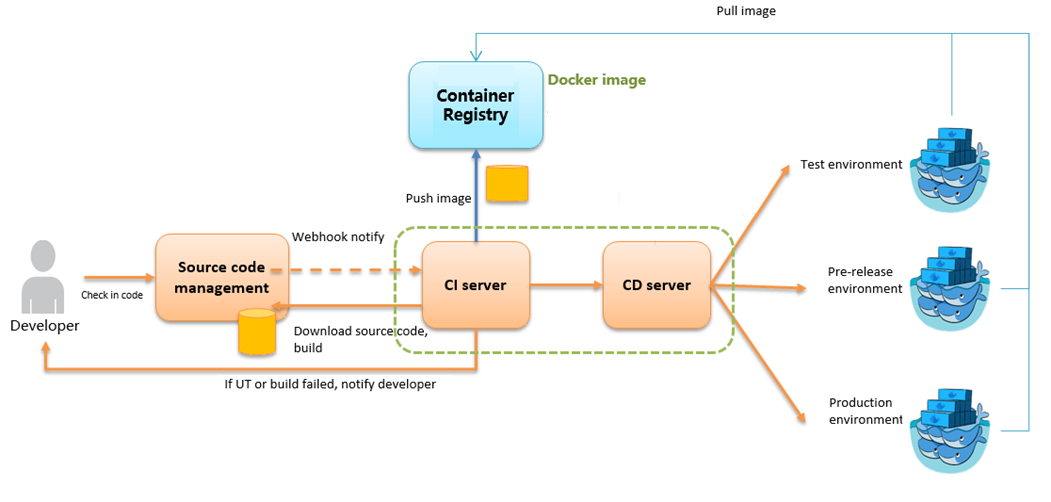 Pull image
Docker image
Container
Registry
Test environment
Push image
Webhook notify
Source code
management
CI server
CD server
Pre-release
environment
Check in code
Developer
Download source code,
build
If UT or build failed, notify developer
Production
environment